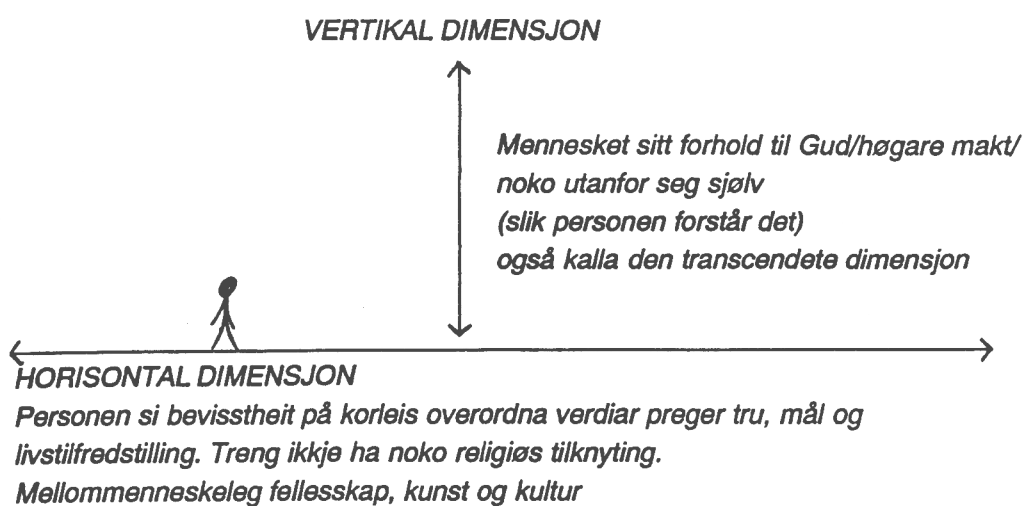 VERTIKAL DIMENSJON
Mennesket sitt forhold til Gud/høgare makt/
noko utanfor seg sjølv
(slik personen forstår det)
også kalla den transcendete dimensjon
HORISONTAL DIMENSJON
Personen si bevisstheit på korleis overordna verdiar preger tru, mål og
livstilfredstilling. Treng ikkje ha noko religiøs tilknyting.
Mellommenneskeleg fellesskap, kunst og kultur